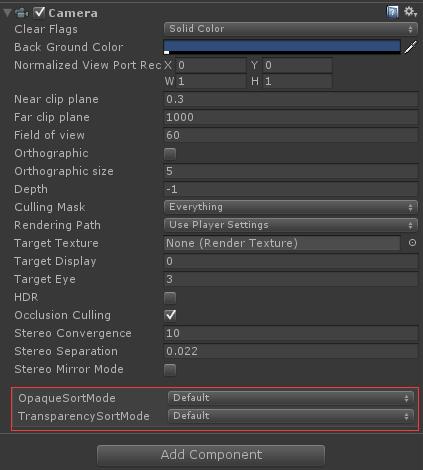 Camera
Clear Flags Solid Color
Back Ground Color
Normalized View Port Rec X 0 Y 0
W 1 H 1
Near clip plane 0.3
Far clip plane 1000
Field of view 60
Orthographic
Orthographic size 5
Depth -1
Culling Mask Everything
Rendering Path Use Player Settings
Target Texture None (Render Texture)
Target Display 0
Target Eye 3
HDR
Occlusion Culling
Stereo Convergence 10
Stereo Separation 0.022
Stereo Mirror Mode
OpaqueSortMode Default
TransparencySortMode Default
Add Component